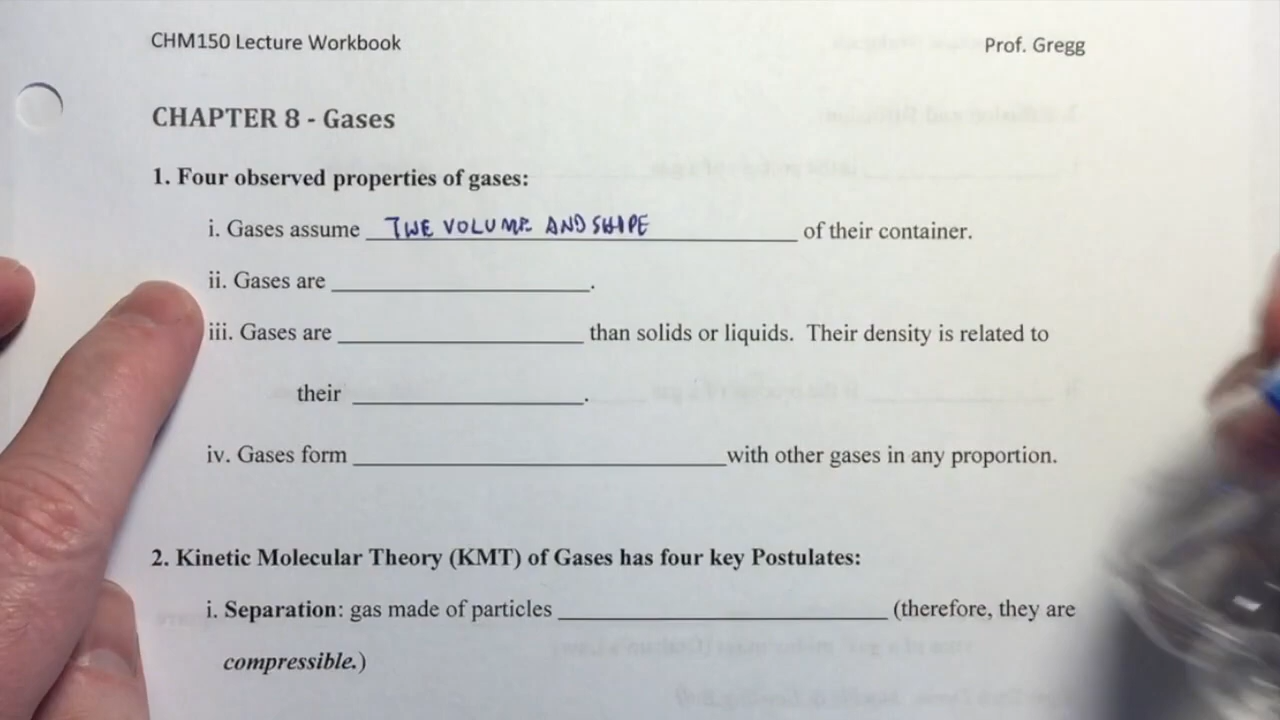 CHM150 Lecture Workbook Prof. Gregg
CHAPTER 8 - Gases
1. Four observed properties of gases:
i. Gases assume THE VOLUME AND SHAPE of their container.
ii. Gases are ____________________.
iii. Gases are ____________________ than solids or liquids. Their density is related to
their ____________________.
iv. Gases form ____________________ with other gases in any proportion.
2. Kinetic Molecular Theory (KMT) of Gases has four key Postulates:
i. Separation: gas made of particles ____________________ (therefore, they are
compressible.)